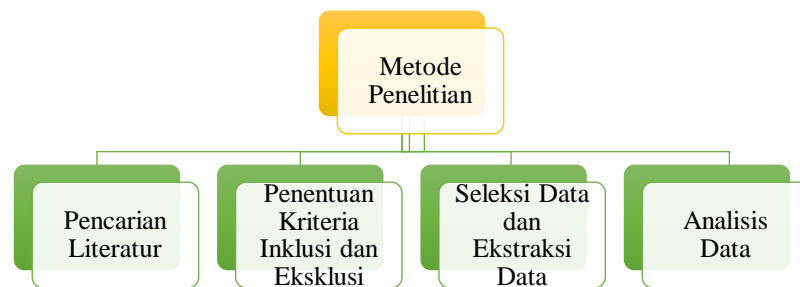 Metode
Penelitian
Pencarian
Literatur
Penentuan
Kriteria
Inklusi dan
Eksklusi
Seleksi Data
dan
Ekstraksi
Data
Analisis
Data